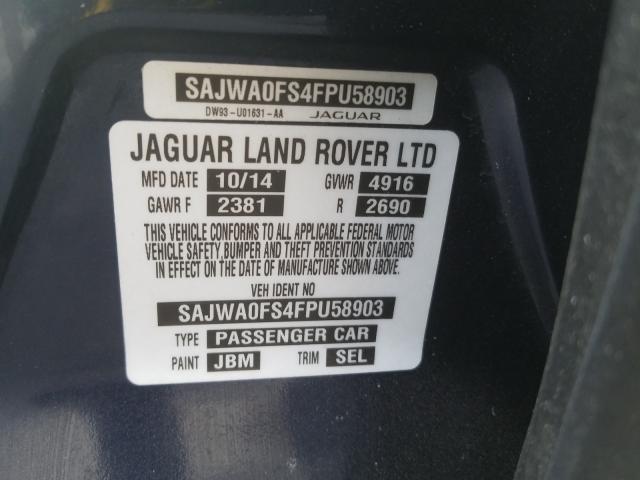 SAJWA0FS4FPU58903
DW93-U01631-AA JAGUAR
JAGUAR LAND ROVER LTD
MFD DATE 10/14 GVWR 4916
GAWR F 2381 R 2690
THIS VEHICLE CONFORMS TO ALL APPLICABLE FEDERAL MOTOR
VEHICLE SAFETY, BUMPER AND THEFT PREVENTION STANDARDS
IN EFFECT ON THE DATE OF MANUFACTURE SHOWN ABOVE.
VEH IDENT NO
SAJWA0FS4FPU58903
TYPE PASSENGER CAR
PAINT JBM TRIM SEL